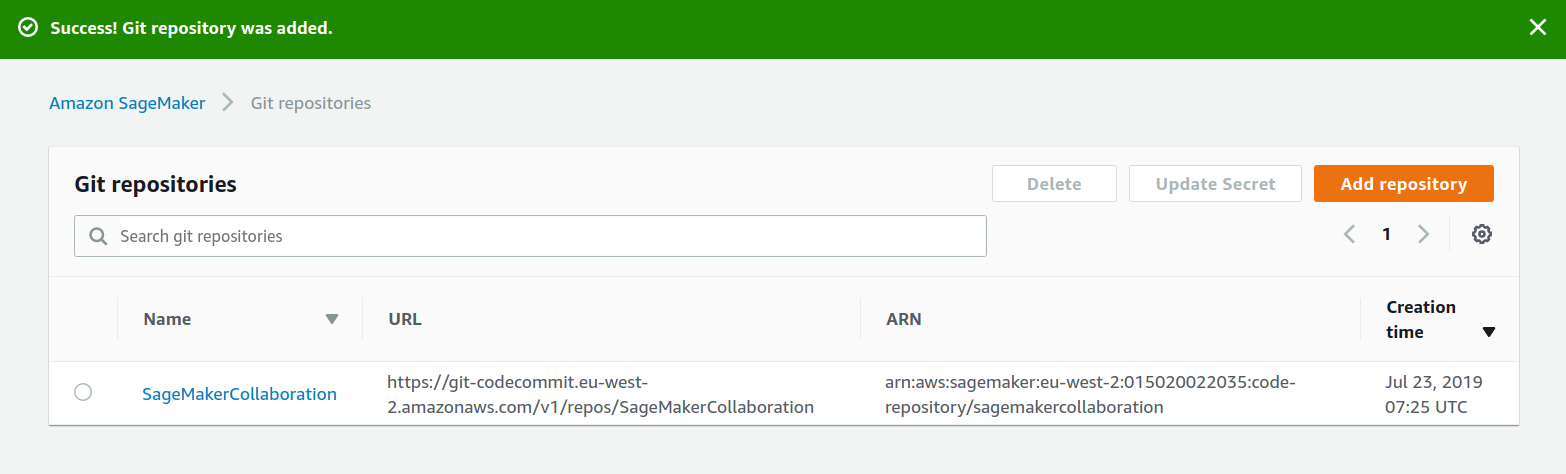 Success! Git repository was added.
Amazon SageMaker Git repositories
Git repositories
Delete Update Secret Add repository
Search git repositories
1
Name URL ARN Creation
time
SageMakerCollaboration
https://git-codecommit.eu-west-
2.amazonaws.com/v1/repos/SageMakerCollaboration
arn:aws:sagemaker:eu-west-2:015020022035:code-
repository/sagemakercollaboration
Jul 23, 2019
07:25 UTC